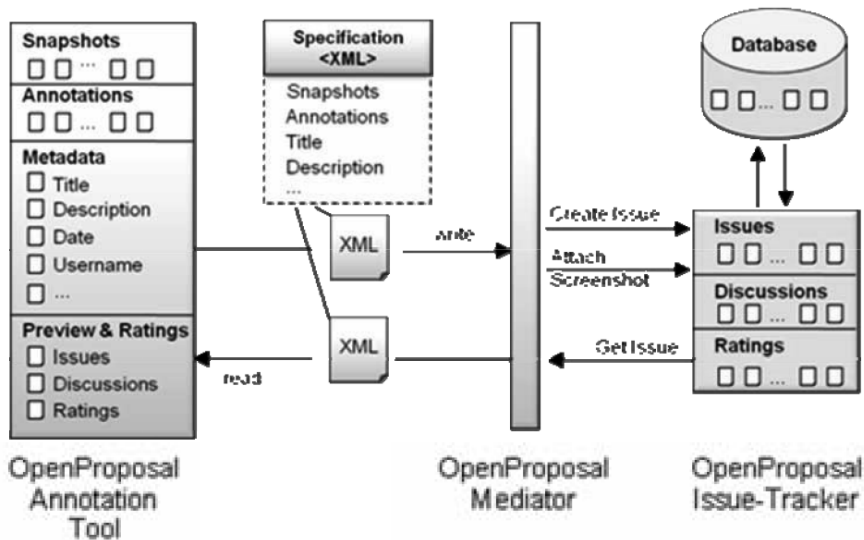 Snapshots
...
Annotations
...
Metadata
Title
Description
Date
Username
...
Preview & Ratings
Issues
Discussions
Ratings
OpenProposal
Annotation
Tool
Specification
<XML>
Snapshots
Annotations
Title
Description
...
XML
write
XML
read
OpenProposal
Mediator
Create Issue
Attach
Screenshot
Get Issue
Database
...
Issues
...
Discussions
...
Ratings
...
OpenProposal
Issue-Tracker